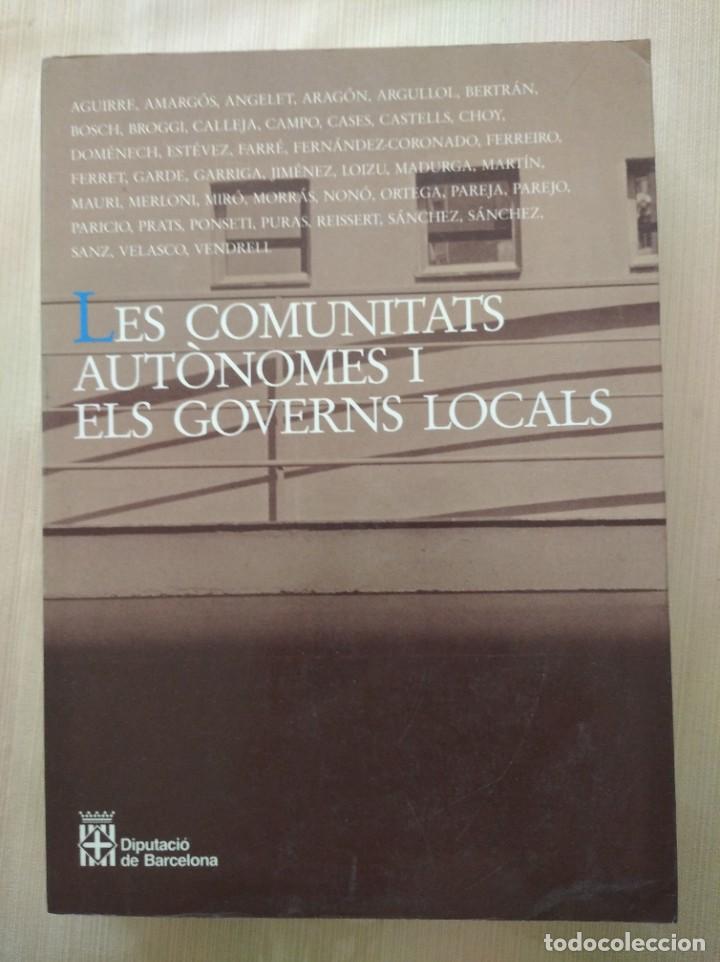 AGUIRRE, AMARGÓS, ANGELET, ARAGÓN, ARGULLOL, BERTRÁN,
BOSCH, BROGGI, CALLEJA, CAMPO, CASES, CASTELLS, CHOY,
DOMÈNECH, ESTÉVEZ, FARRÉ, FERNÁNDEZ-CORONADO, FERREIRO,
FERRET, GARDE, GARRIGA, JIMÉNEZ, LOIZU, MADURGA, MARTÍN,
MAURI, MERLONI, MIRÓ, MORRÁS, NONÓ, ORTEGA, PAREJA, PAREJO,
PARICIO, PRATS, PONSETI, PURAS, REISSERT, SÁNCHEZ, SÁNCHEZ,
SANZ, VELASCO, VENDRELL
LES COMUNITATS
AUTÒNOMES I
ELS GOVERNS LOCALS
Diputació
de Barcelona
todocoleccion